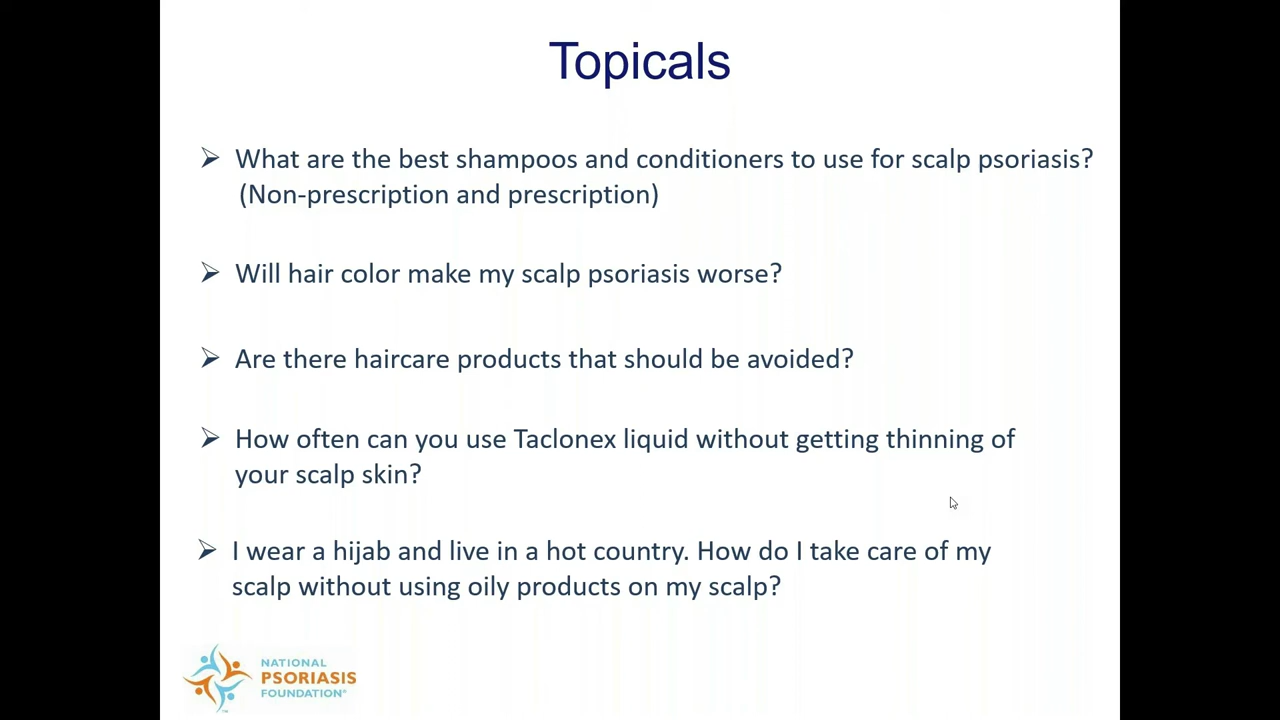 Topicals
➢ What are the best shampoos and conditioners to use for scalp psoriasis?
(Non-prescription and prescription)
➢ Will hair color make my scalp psoriasis worse?
➢ Are there haircare products that should be avoided?
➢ How often can you use Taclonex liquid without getting thinning of
your scalp skin?
➢ I wear a hijab and live in a hot country. How do I take care of my
scalp without using oily products on my scalp?
NATIONAL
PSORIASIS
FOUNDATION®
™